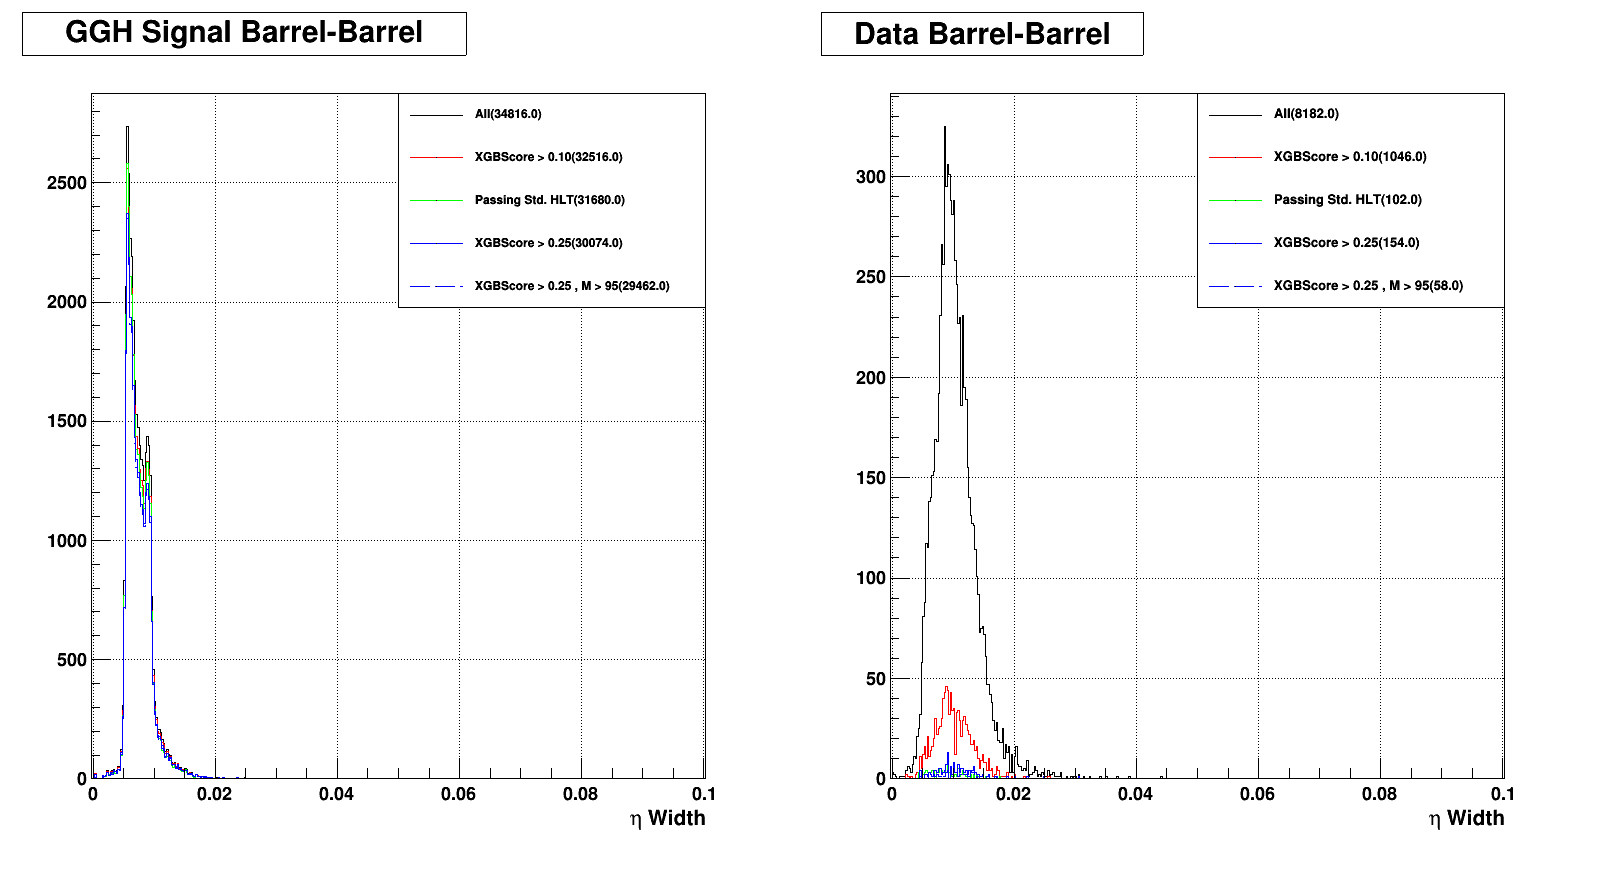 GGH Signal Barrel-Barrel
All(34816.0)
XGBScore > 0.10(32516.0)
Passing Std. HLT(31680.0)
XGBScore > 0.25(30074.0)
XGBScore > 0.25 , M > 95(29462.0)
2500
2000
1500
1000
500
0
0 0.02 0.04 0.06 0.08 0.1
η Width
Data Barrel-Barrel
All(8182.0)
XGBScore > 0.10(1046.0)
Passing Std. HLT(102.0)
XGBScore > 0.25(154.0)
XGBScore > 0.25 , M > 95(58.0)
300
250
200
150
100
50
0
0 0.02 0.04 0.06 0.08 0.1
η Width